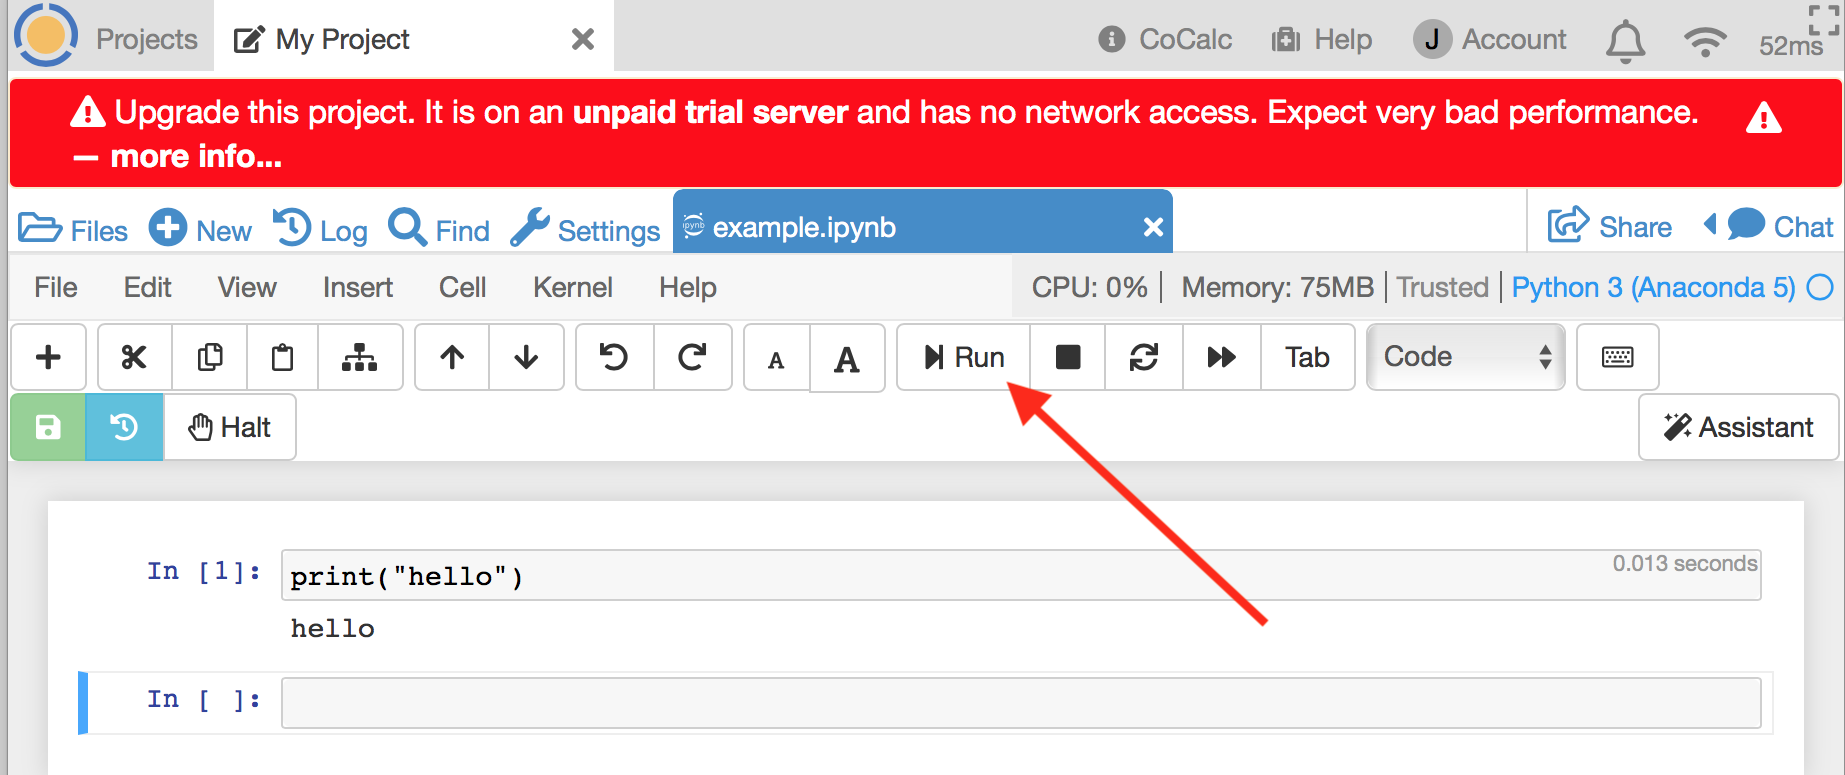 Projects My Project CoCalc Help J Account 52ms
Upgrade this project. It is on an unpaid trial server and has no network access. Expect very bad performance.
— more info...
Files New Log Find Settings ipynb example.ipynb Share Chat
File Edit View Insert Cell Kernel Help CPU: 0% Memory: 75MB Trusted Python 3 (Anaconda 5)
A A Run Tab Code
Halt Assistant
In [1]: print("hello") 0.013 seconds
hello
In [ ]: